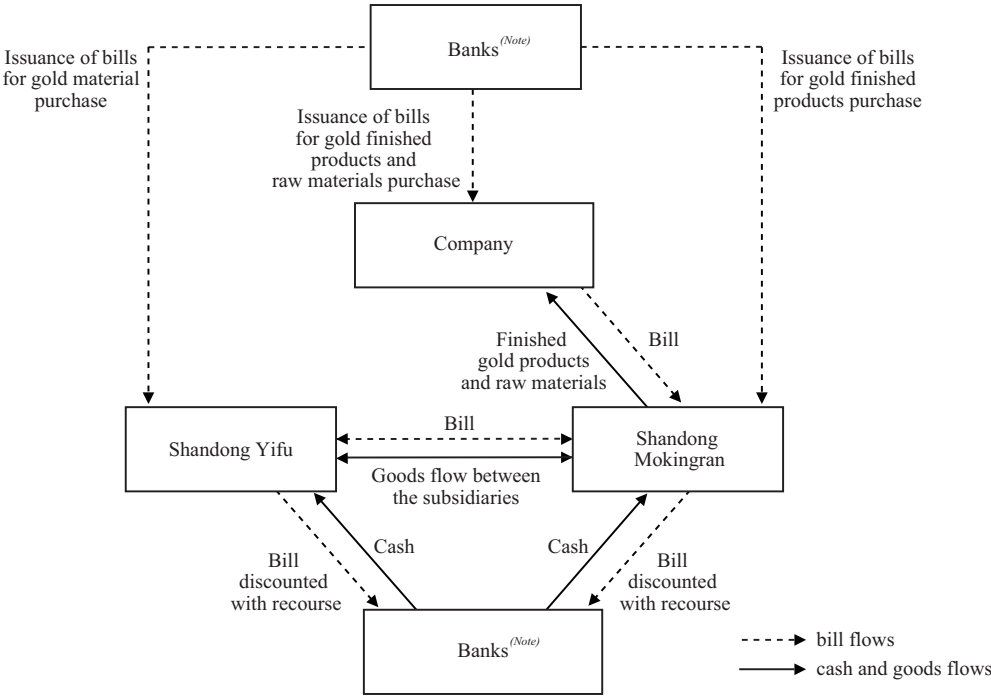 Banks(Note)
Issuance of bills
for gold material
purchase
Issuance of bills
for gold finished
products purchase
Issuance of bills
for gold finished
products and
raw materials purchase
Company
Finished
gold products
and raw materials
Bill
Shandong Yifu
Bill
Goods flow between
the subsidiaries
Shandong
Mokingran
Cash
Cash
Bill
discounted
with recourse
Bill
discounted
with recourse
Banks(Note)
bill flows
cash and goods flows